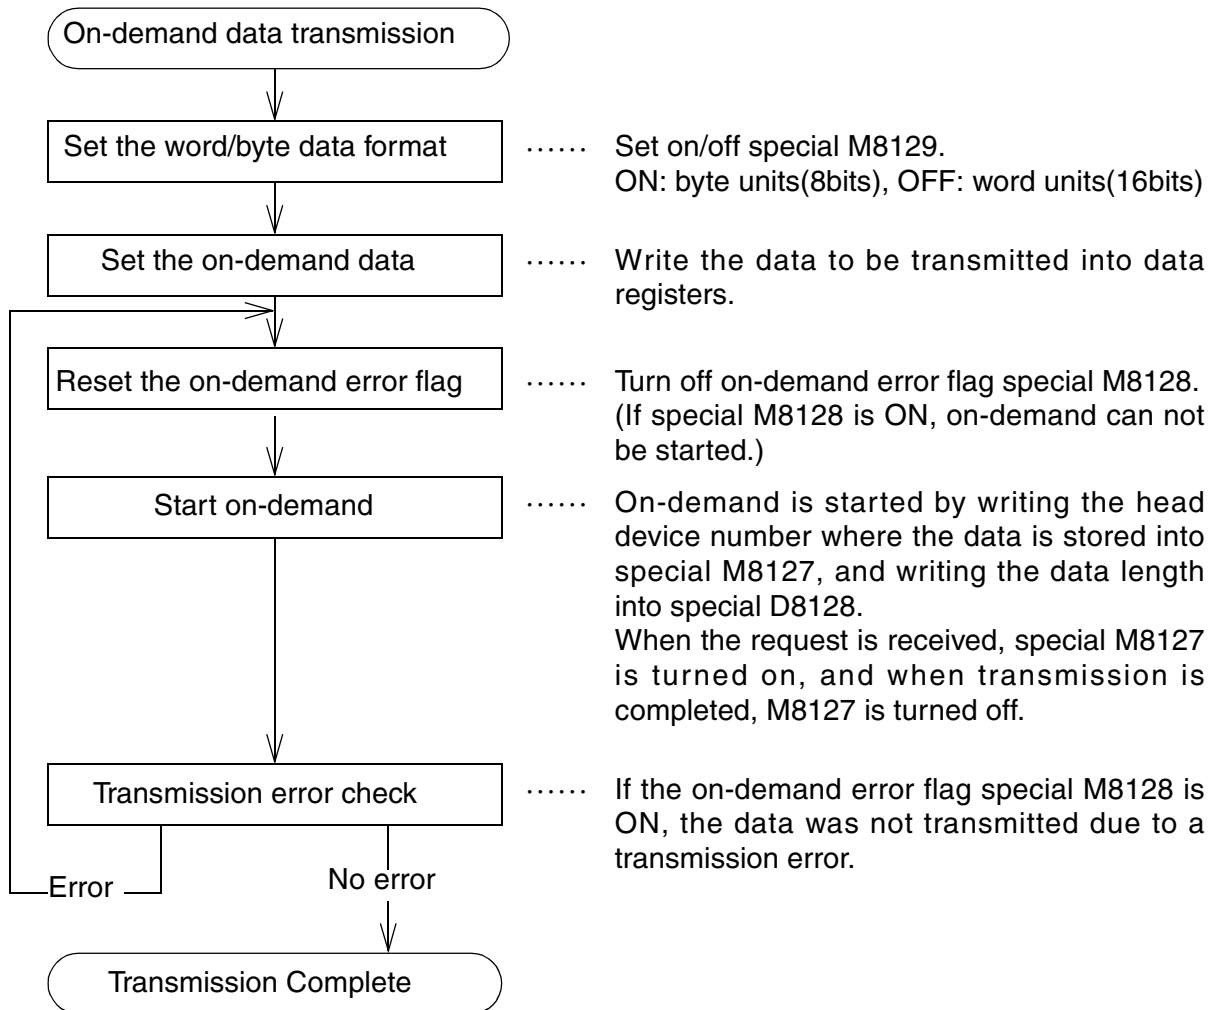 On-demand data transmission
Set the word/byte data format
...... Set on/off special M8129.
ON: byte units(8bits), OFF: word units(16bits)
Set the on-demand data
...... Write the data to be transmitted into data
registers.
Reset the on-demand error flag
...... Turn off on-demand error flag special M8128.
(If special M8128 is ON, on-demand can not
be started.)
Start on-demand
...... On-demand is started by writing the head
device number where the data is stored into
special M8127, and writing the data length
into special D8128.
When the request is received, special M8127
is turned on, and when transmission is
completed, M8127 is turned off.
Transmission error check
...... If the on-demand error flag special M8128 is
ON, the data was not transmitted due to a
transmission error.
Error
No error
Transmission Complete